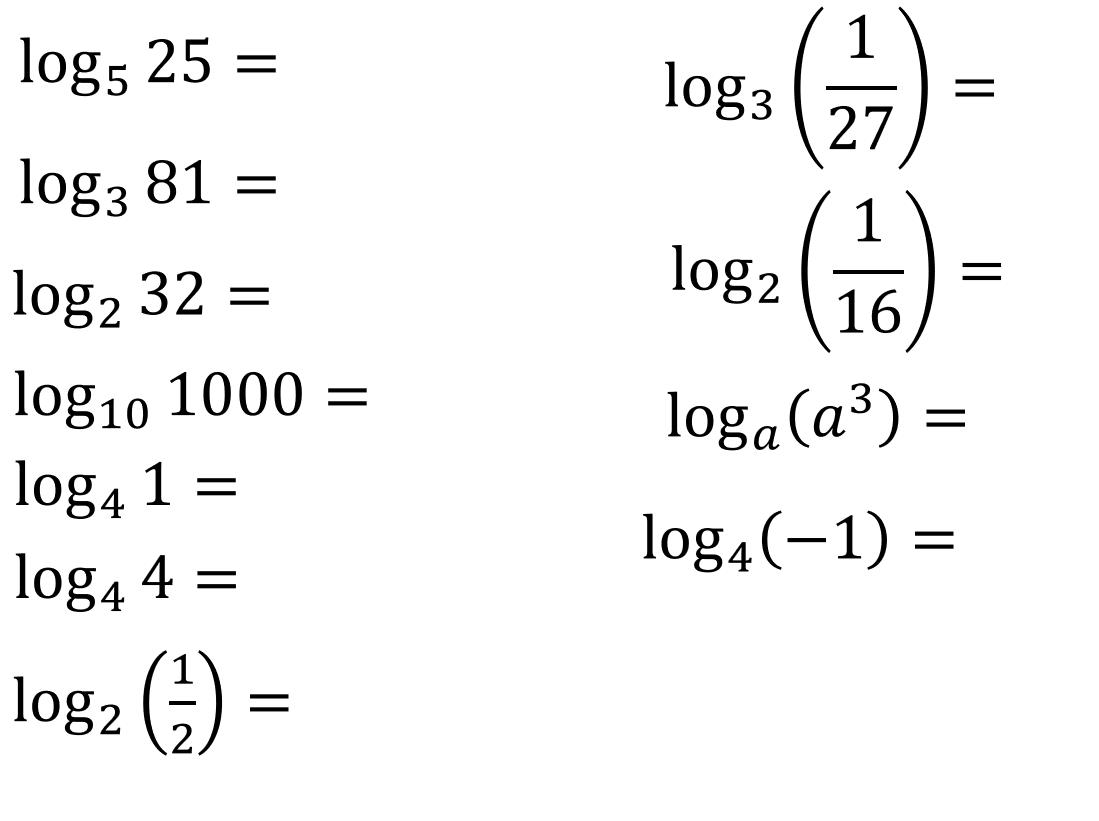 log₅ 25 =
log₃ 81 =
log₂ 32 =
log₁₀ 1000 =
log₄ 1 =
log₄ 4 =
log₂ (1/2) =
log₃ (1/27) =
log₂ (1/16) =
logₐ(a³) =
log₄(−1) =